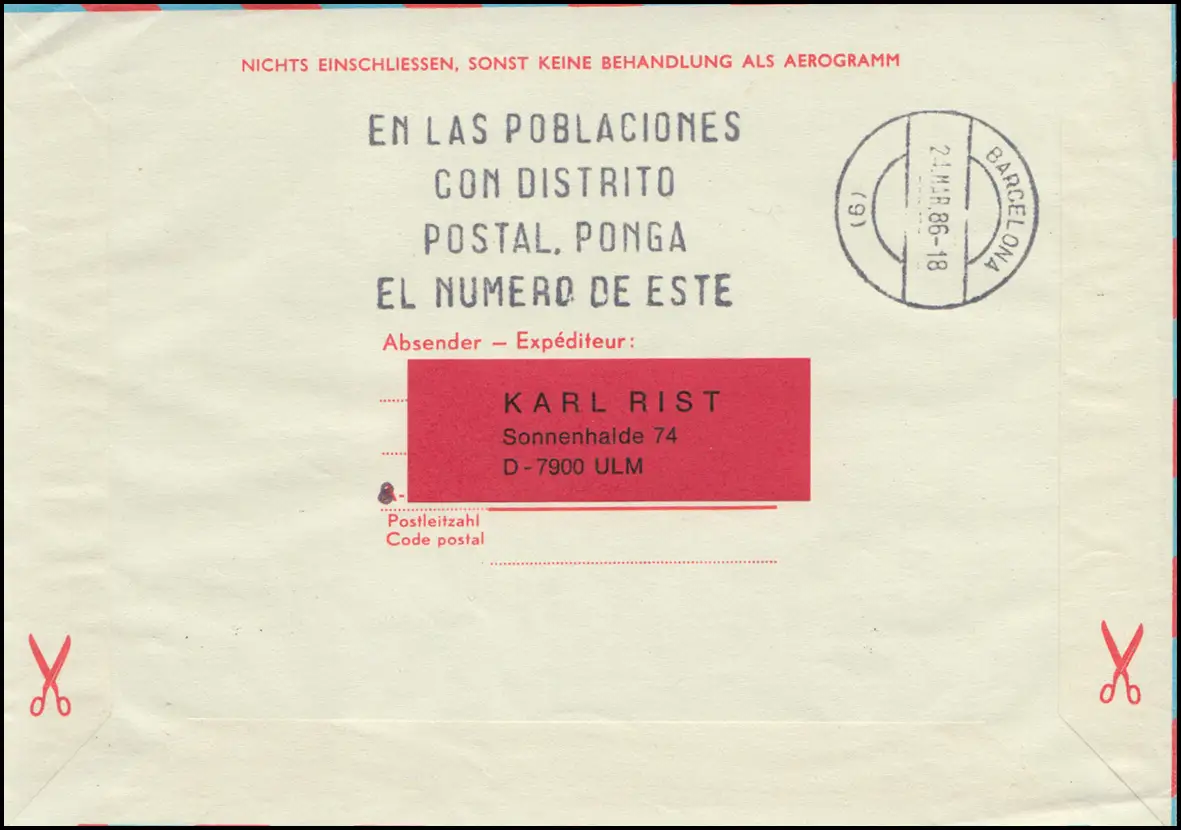 NICHTS EINSCHLIESSEN, SONST KEINE BEHANDLUNG ALS AEROGRAMM
EN LAS POBLACIONES
CON DISTRITO
POSTAL, PONGA
EL NUMERO DE ESTE
BARCELONA
24.MAR.86-18
(9)
Absender – Expéditeur:
KARL RIST
Sonnenhalde 74
D-7900 ULM
Postleitzahl
Code postal